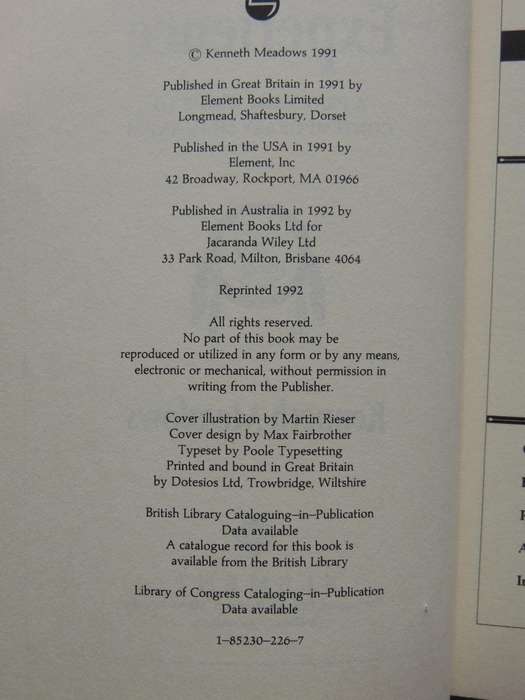 © Kenneth Meadows 1991
Published in Great Britain in 1991 by
Element Books Limited
Longmead, Shaftesbury, Dorset
Published in the USA in 1991 by
Element, Inc
42 Broadway, Rockport, MA 01966
Published in Australia in 1992 by
Element Books Ltd for
Jacaranda Wiley Ltd
33 Park Road, Milton, Brisbane 4064
Reprinted 1992
All rights reserved.
No part of this book may be
reproduced or utilized in any form or by any means,
electronic or mechanical, without permission in
writing from the Publisher.
Cover illustration by Martin Rieser
Cover design by Max Fairbrother
Typeset by Poole Typesetting
Printed and bound in Great Britain
by Dotesios Ltd, Trowbridge, Wiltshire
British Library Cataloguing–in–Publication
Data available
A catalogue record for this book is
available from the British Library
Library of Congress Cataloging–in–Publication
Data available
1–85230–226–7